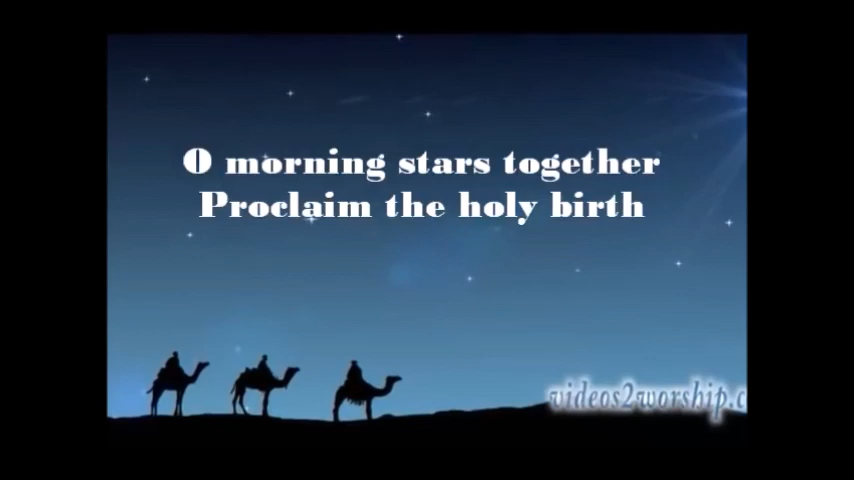 O morning stars together
Proclaim the holy birth
videos2worship.c